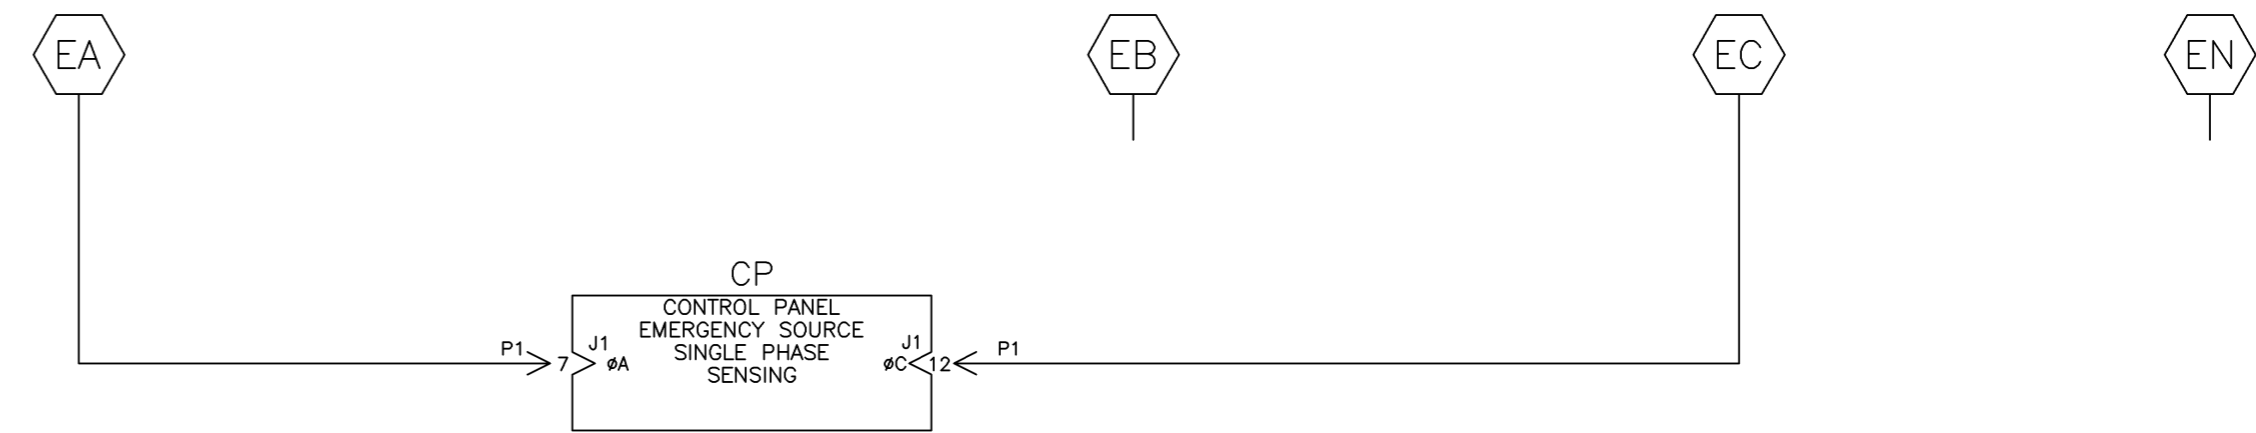 EA
EB
EC
EN
CP
CONTROL PANEL
EMERGENCY SOURCE
SINGLE PHASE
SENSING
P1
7
J1
øA
J1
øC
12
P1